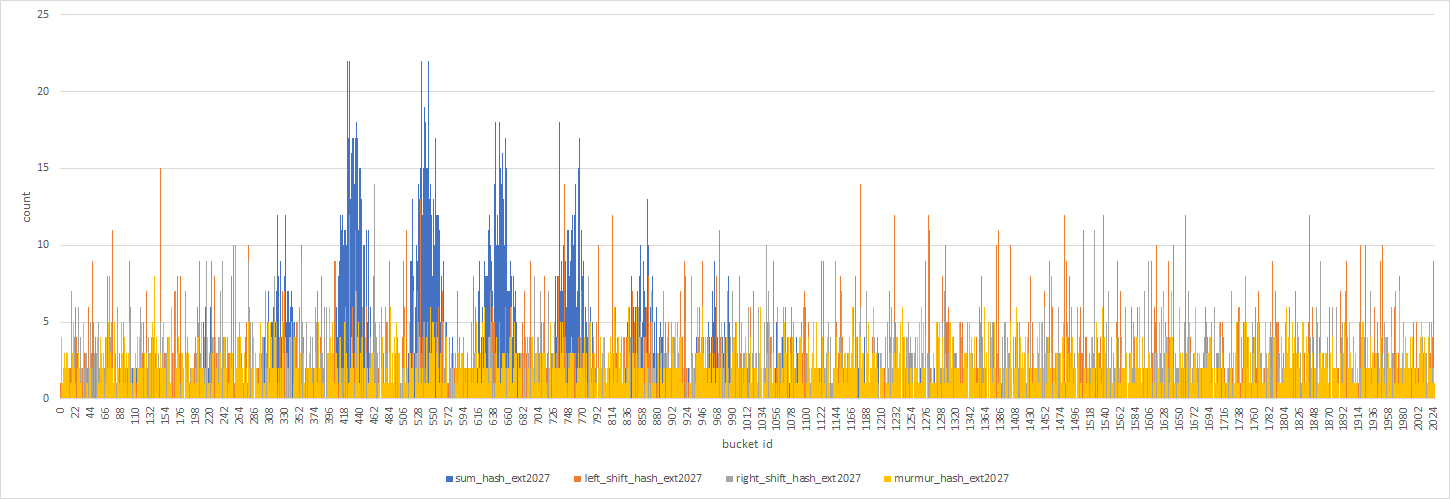 25
20
15
10
5
0
count
0 22 44 66 88 110 132 154 176 198 220 242 264 286 308 330 352 374 396 418 440 462 484 506 528 550 572 594 616 638 660 682 704 726 748 770 792 814 836 858 880 902 924 946 968 990 1012 1034 1056 1078 1100 1122 1144 1166 1188 1210 1232 1254 1276 1298 1320 1342 1364 1386 1408 1430 1452 1474 1496 1518 1540 1562 1584 1606 1628 1650 1672 1694 1716 1738 1760 1782 1804 1826 1848 1870 1892 1914 1936 1958 1980 2002 2024
bucket id
sum_hash_ext2027 left_shift_hash_ext2027 right_shift_hash_ext2027 murmur_hash_ext2027